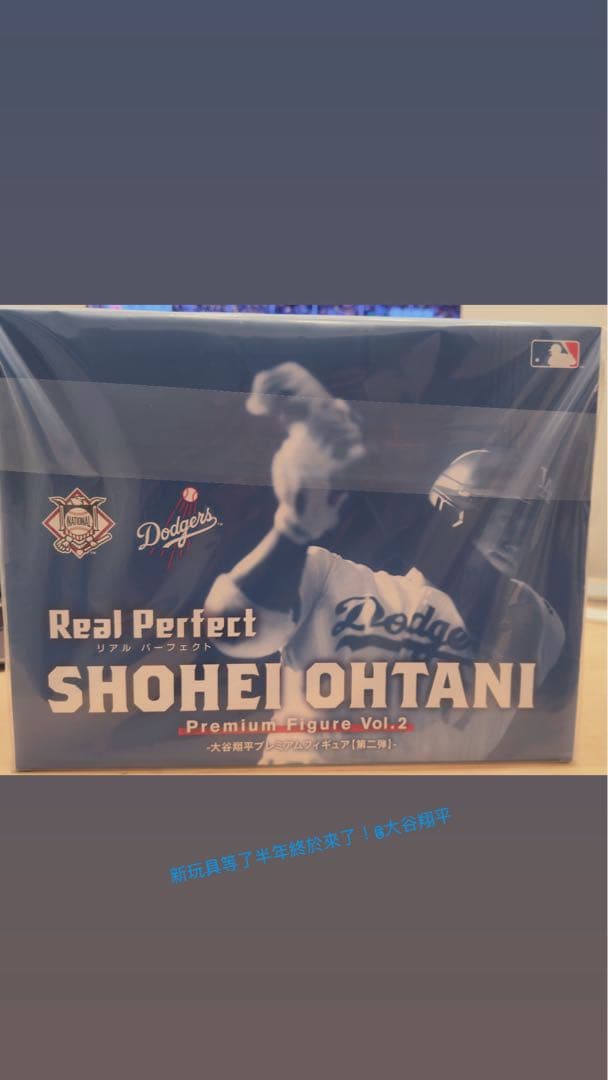 NATIONAL
Dodgers
Dodge
Real Perfect
リアル パーフェクト
SHOHEI OHTANI
Premium Figure Vol.2
-大谷翔平プレミアムフィギュア【第二弾】-
新玩具等了半年終於來了！@大谷翔平